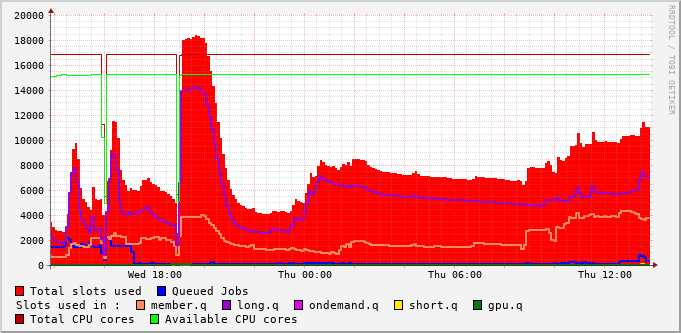 RRDTOOL / TOBI OETIKER
20000
18000
16000
14000
12000
10000
8000
6000
4000
2000
0
Wed 18:00 Thu 00:00 Thu 06:00 Thu 12:00
Total slots used Queued Jobs
Slots used in : member.q long.q ondemand.q short.q gpu.q
Total CPU cores Available CPU cores